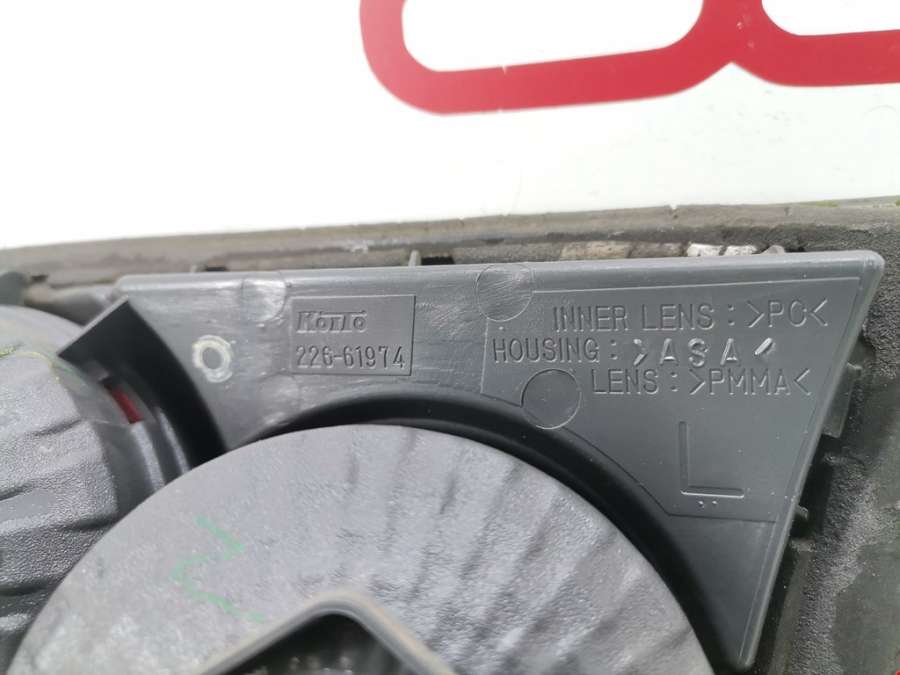 KOITO
226-61974
INNER LENS : >PC<
HOUSING : >ASA<
LENS : >PMMA<
L